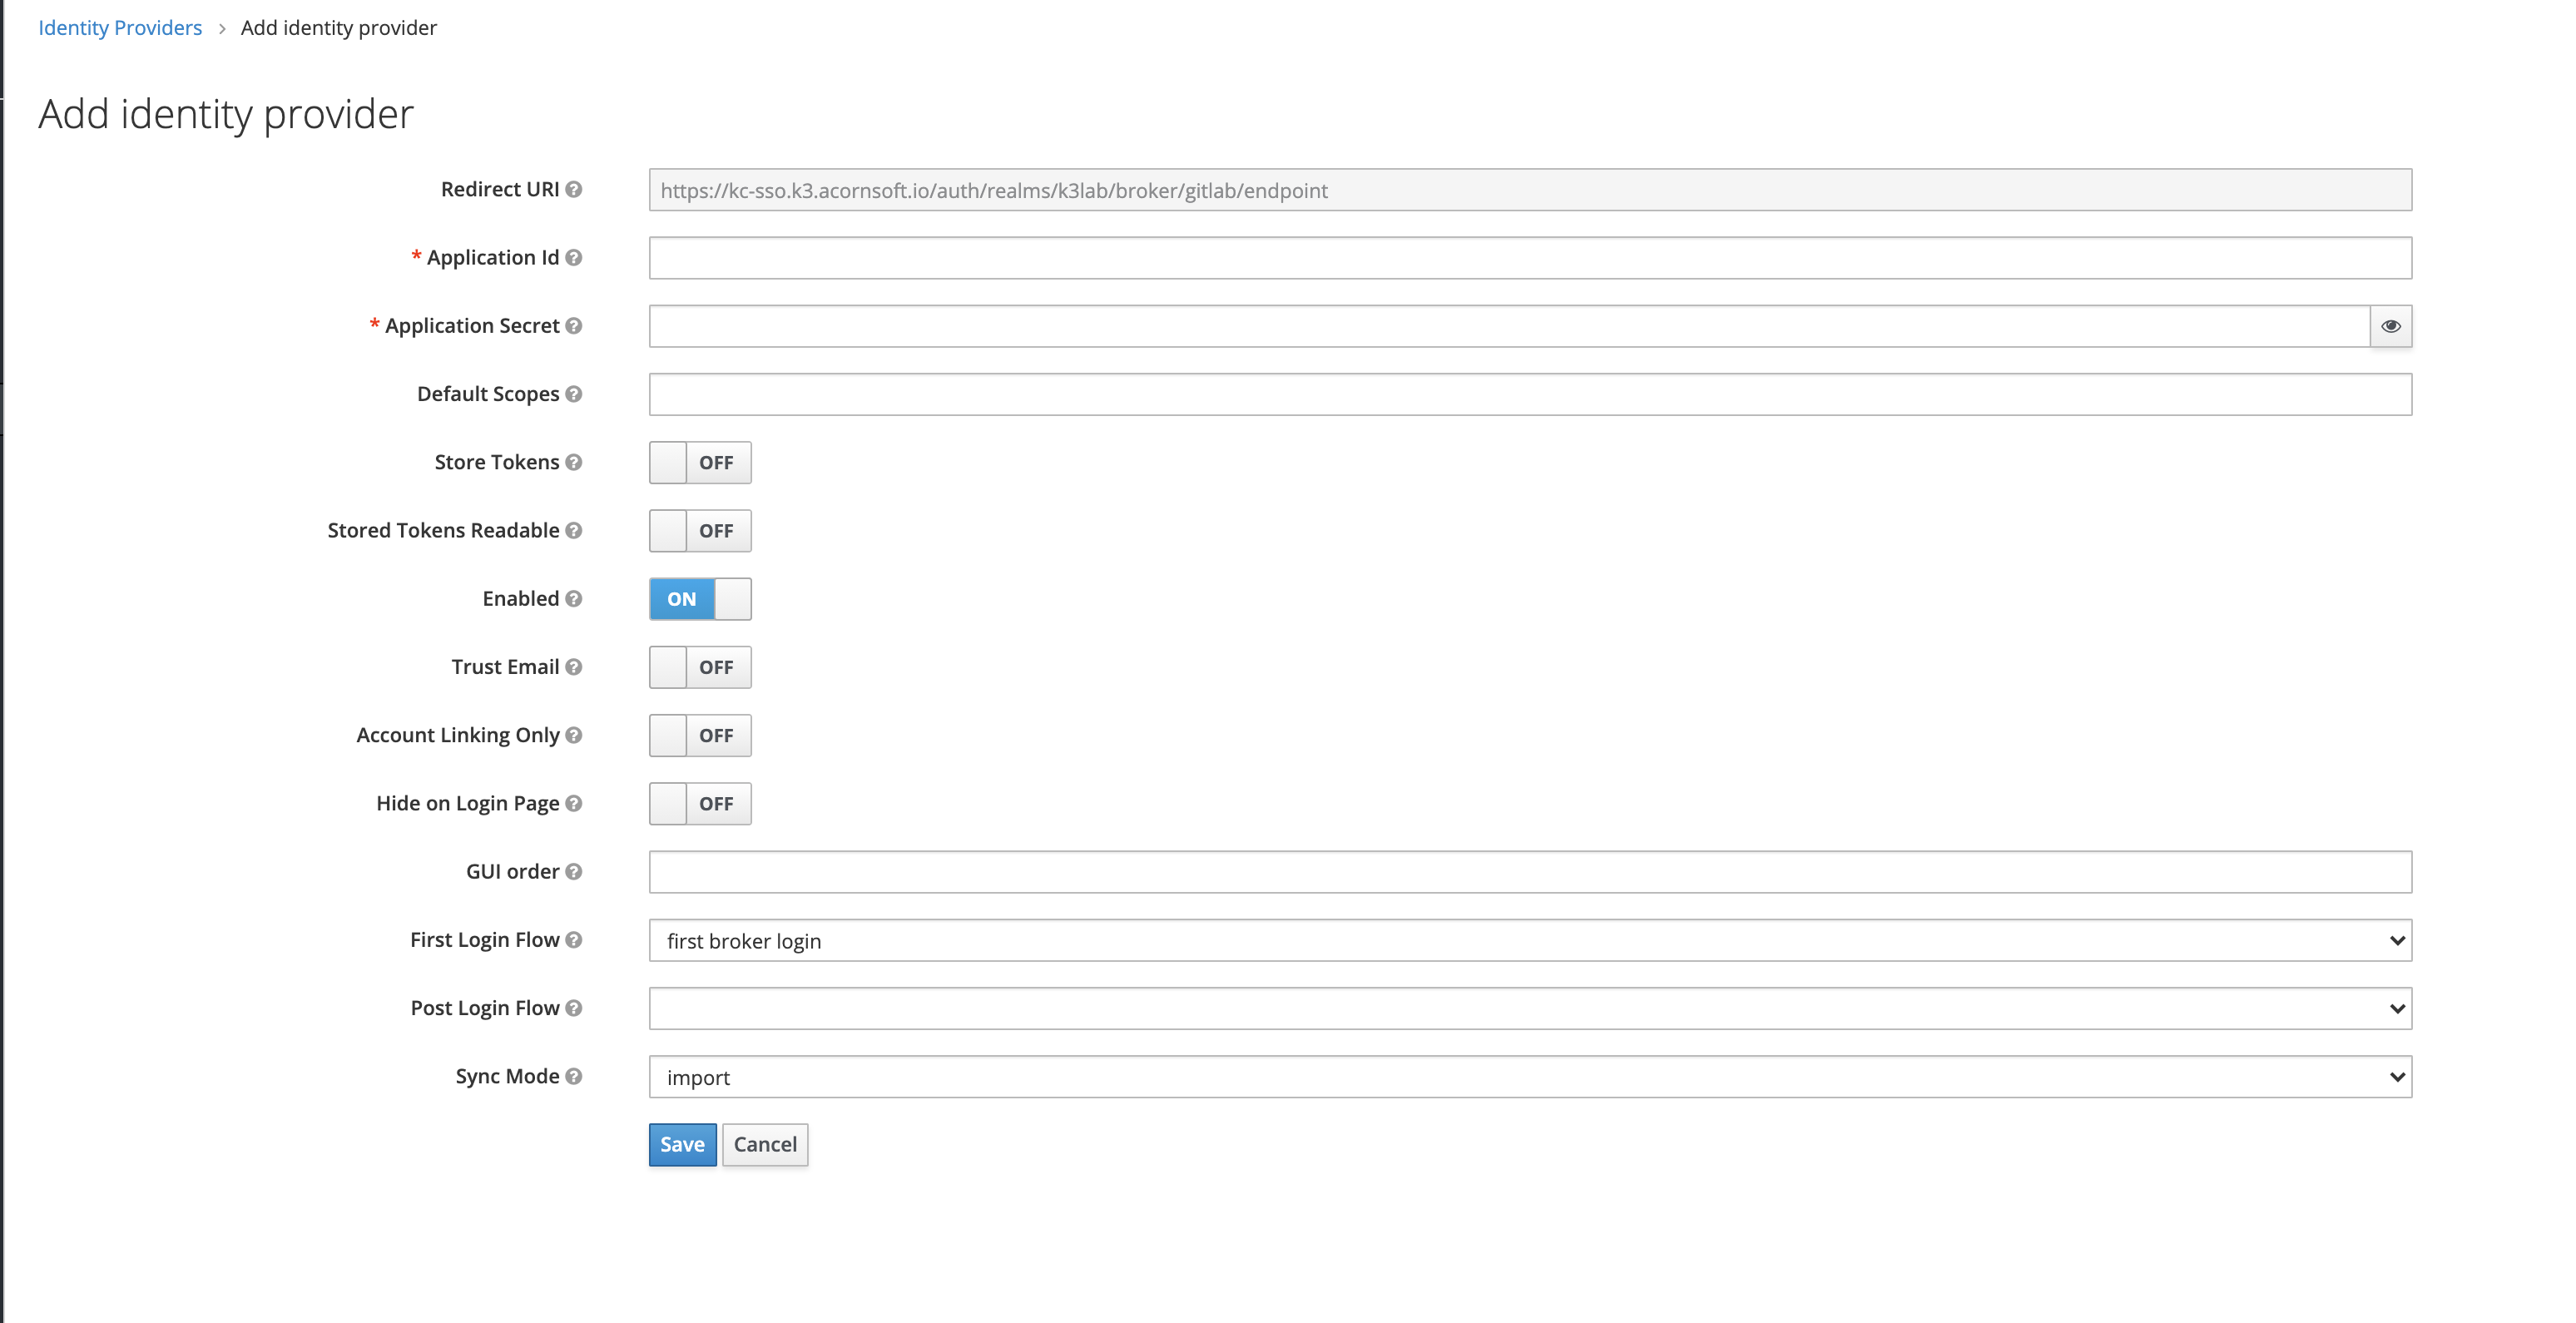 Identity Providers > Add identity provider
Add identity provider
Redirect URI https://kc-sso.k3.acornsoft.io/auth/realms/k3lab/broker/gitlab/endpoint
* Application Id
* Application Secret
Default Scopes
Store Tokens OFF
Stored Tokens Readable OFF
Enabled ON
Trust Email OFF
Account Linking Only OFF
Hide on Login Page OFF
GUI order
First Login Flow first broker login
Post Login Flow
Sync Mode import
Save Cancel